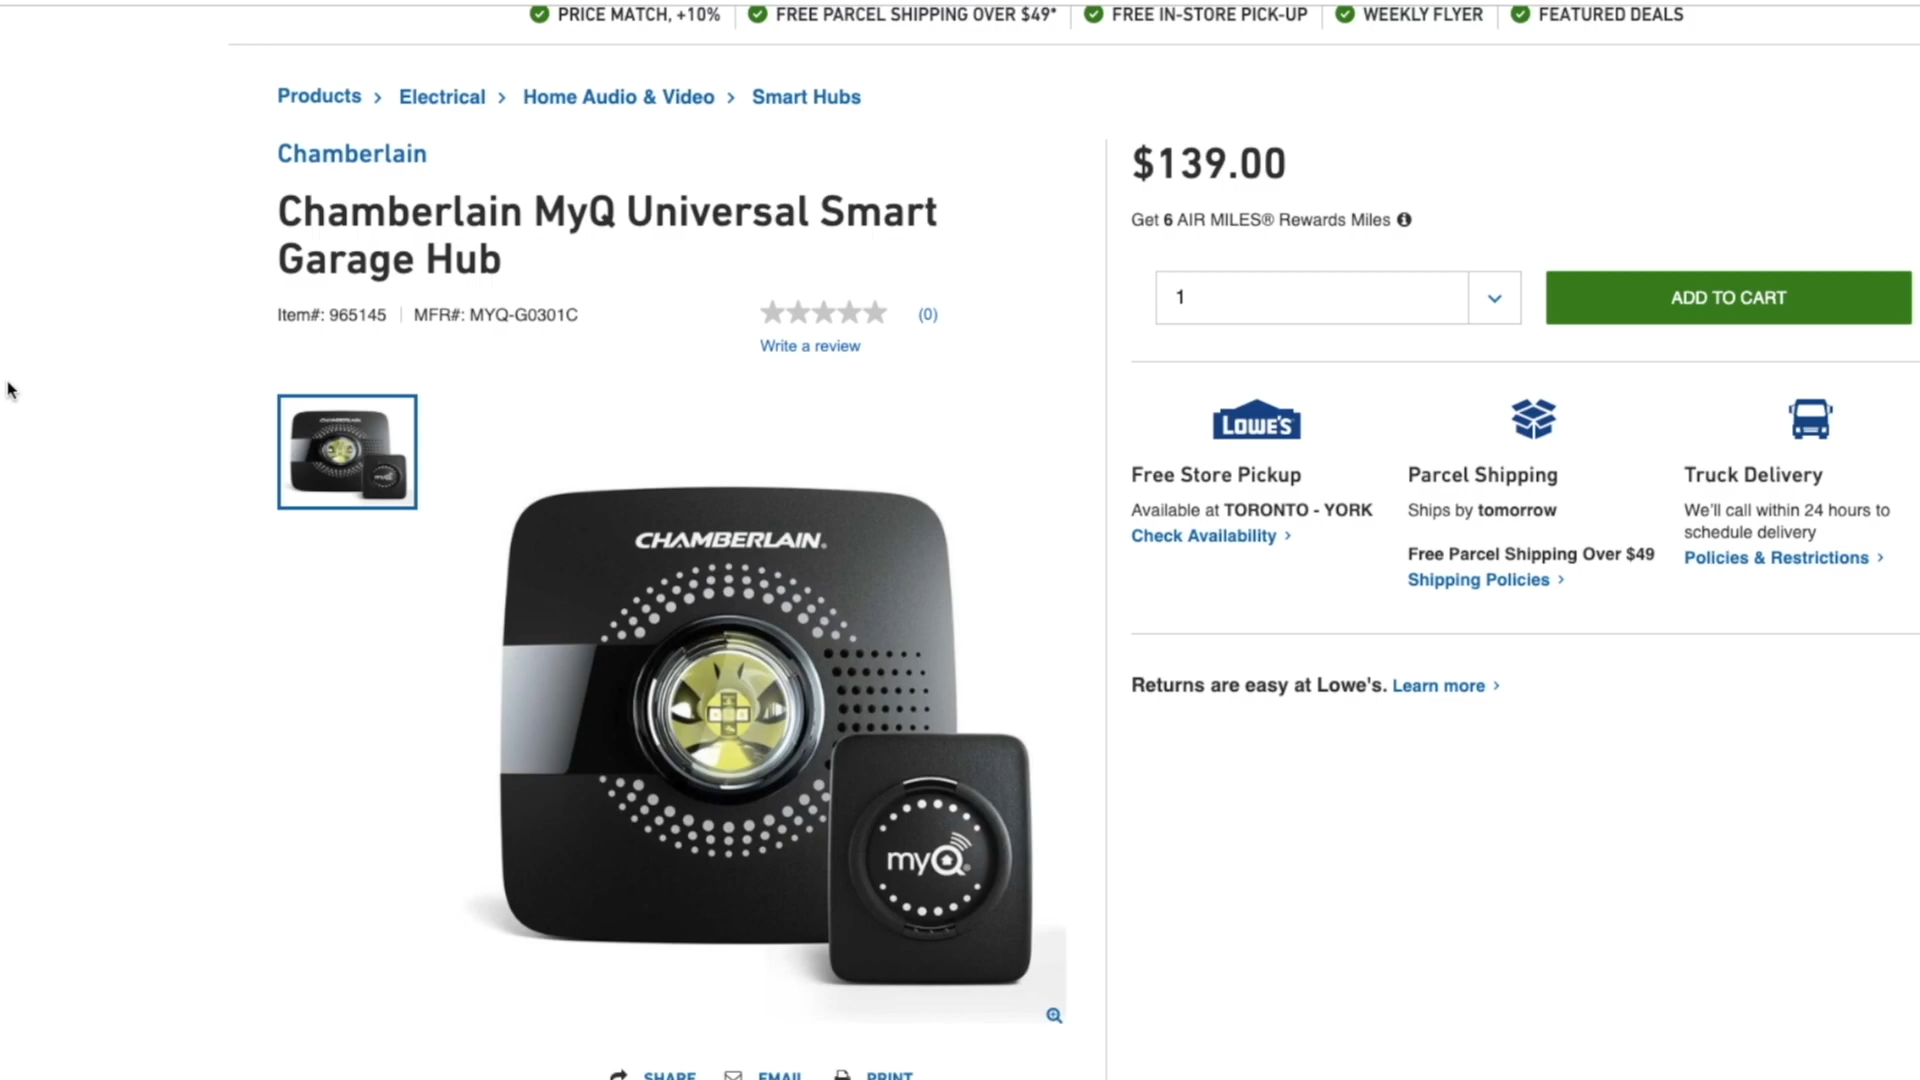 PRICE MATCH, +10%
FREE PARCEL SHIPPING OVER $49*
FREE IN-STORE PICK-UP
WEEKLY FLYER
FEATURED DEALS
Products > Electrical > Home Audio & Video > Smart Hubs
Chamberlain
Chamberlain MyQ Universal Smart
Garage Hub
Item#: 965145 | MFR#: MYQ-G0301C
(0)
Write a review
CHAMBERLAIN
myQ
SHARE
EMAIL
PRINT
$139.00
Get 6 AIR MILES® Rewards Miles
1
ADD TO CART
LOWE'S
Free Store Pickup
Available at TORONTO - YORK
Check Availability >
Parcel Shipping
Ships by tomorrow
Free Parcel Shipping Over $49
Shipping Policies >
Truck Delivery
We'll call within 24 hours to
schedule delivery
Policies & Restrictions >
Returns are easy at Lowe's. Learn more >